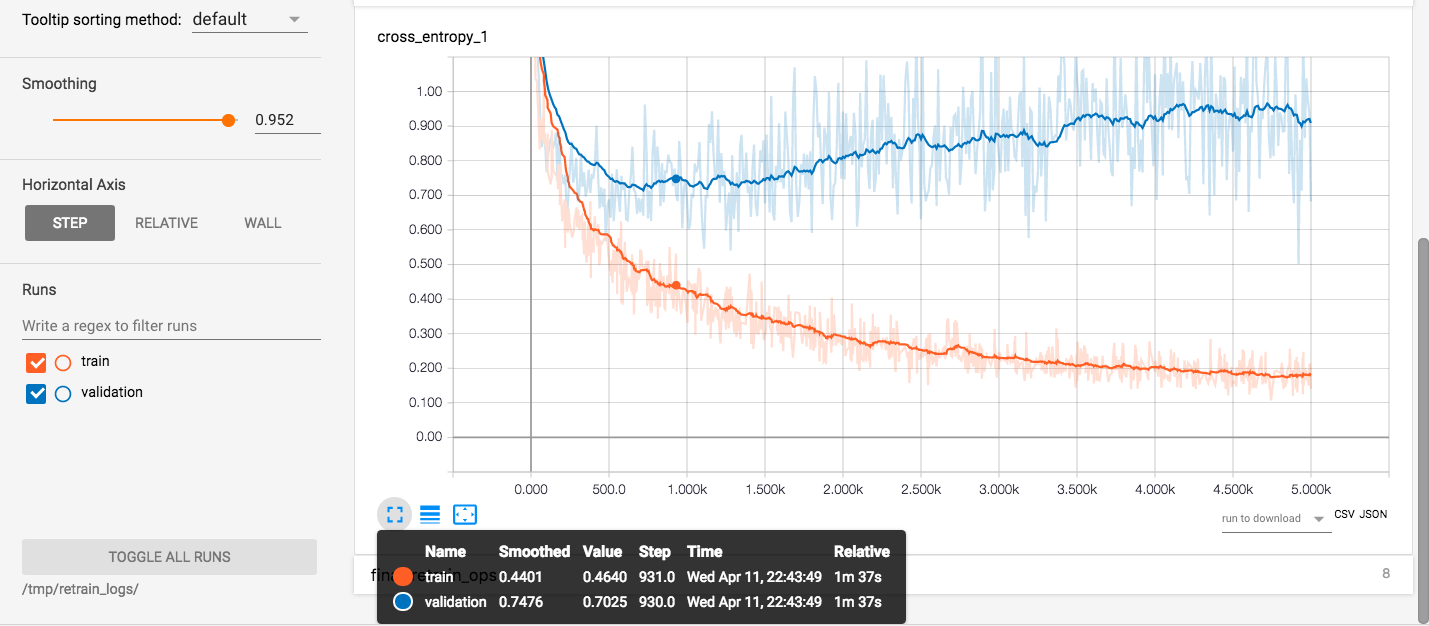 Tooltip sorting method: default
Smoothing
0.952
Horizontal Axis
STEP RELATIVE WALL
Runs
Write a regex to filter runs
train
validation
TOGGLE ALL RUNS
/tmp/retrain_logs/
cross_entropy_1
1.00
0.900
0.800
0.700
0.600
0.500
0.400
0.300
0.200
0.100
0.00
0.000 500.0 1.000k 1.500k 2.000k 2.500k 3.000k 3.500k 4.000k 4.500k 5.000k
run to download CSV JSON
Name Smoothed Value Step Time Relative
train 0.4401 0.4640 931.0 Wed Apr 11, 22:43:49 1m 37s
validation 0.7476 0.7025 930.0 Wed Apr 11, 22:43:49 1m 37s
8